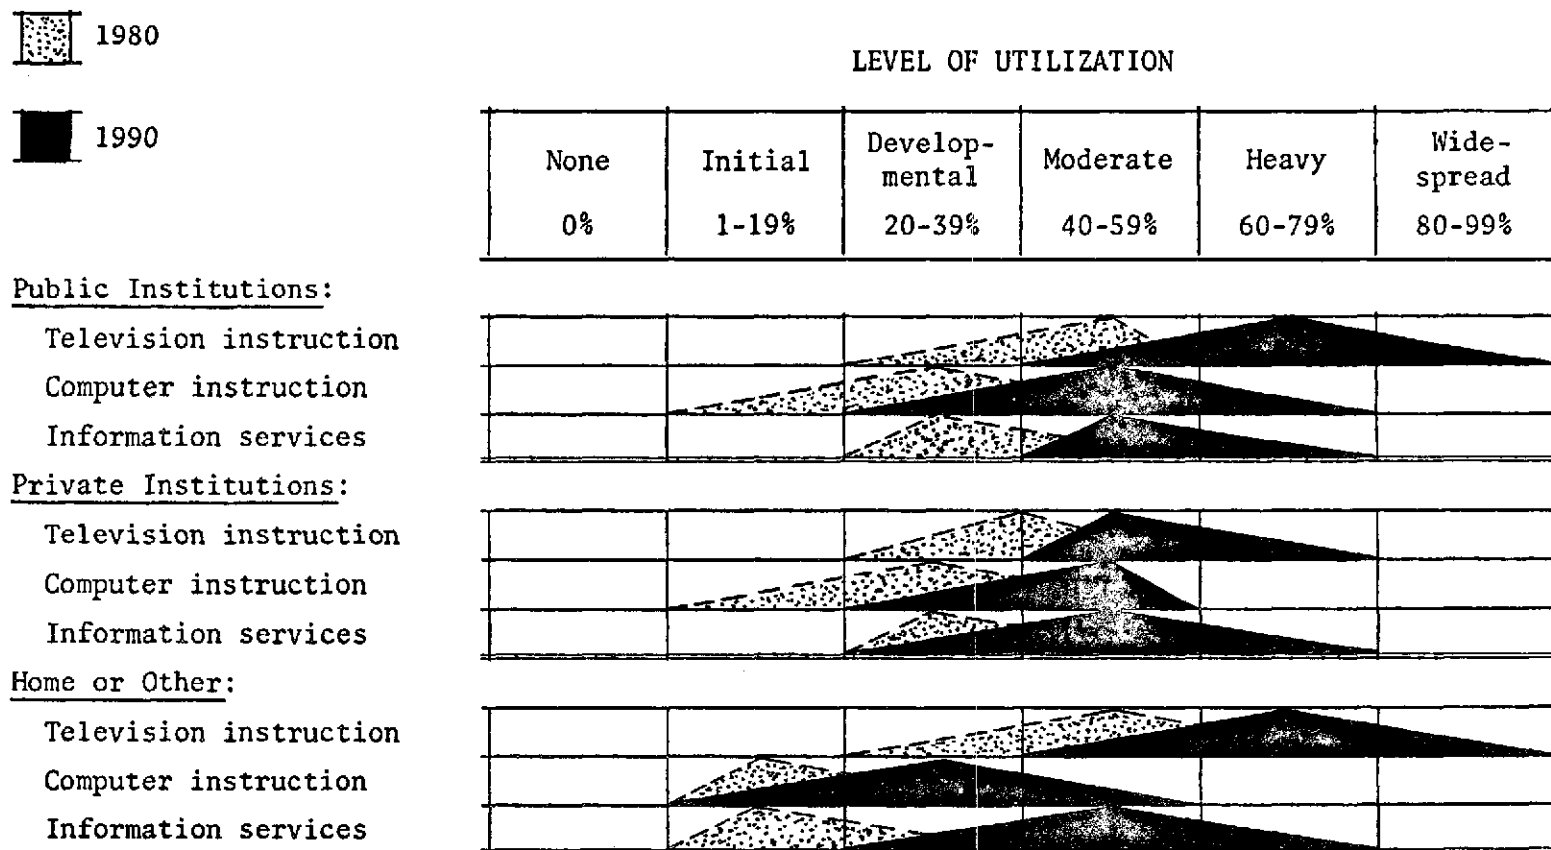 1980
LEVEL OF UTILIZATION
1990
None Initial Develop- Moderate Heavy Wide-
mental spread
0% 1-19% 20-39% 40-59% 60-79% 80-99%
Public Institutions:
Television instruction
Computer instruction
Information services
Private Institutions:
Television instruction
Computer instruction
Information services
Home or Other:
Television instruction
Computer instruction
Information services